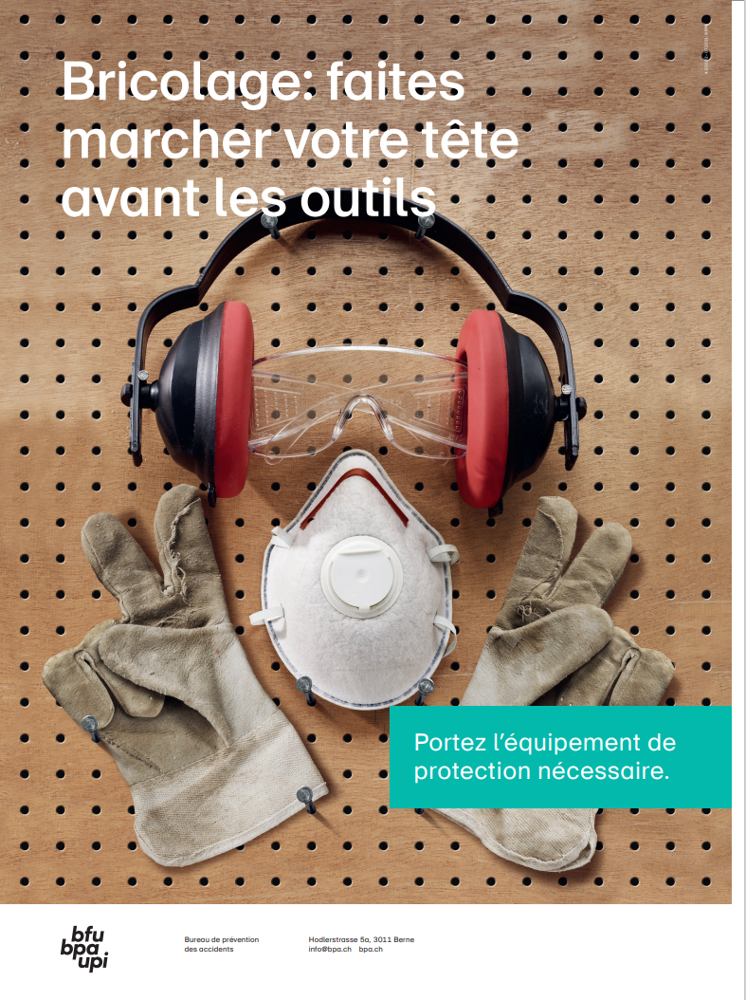 Bricolage: faites
marcher votre tête
avant les outils
Portez l’équipement de
protection nécessaire.
bfu
bpa
upi
Bureau de prévention
des accidents
Hodlerstrasse 5a, 3011 Berne
info@bpa.ch bpa.ch